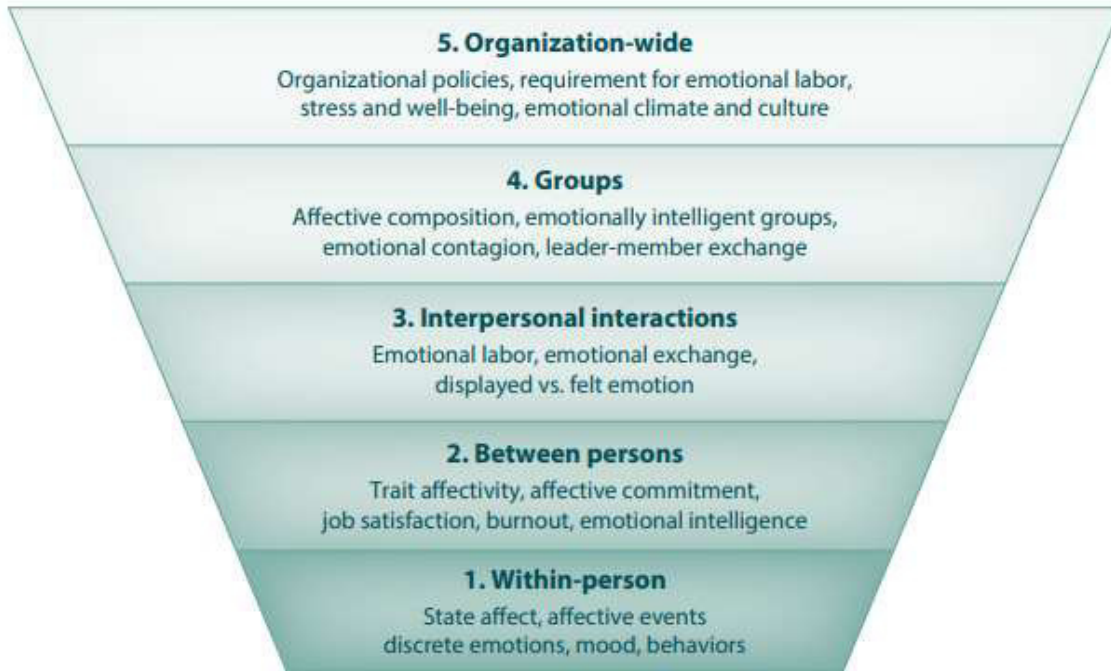 5. Organization-wide
Organizational policies, requirement for emotional labor,
stress and well-being, emotional climate and culture
4. Groups
Affective composition, emotionally intelligent groups,
emotional contagion, leader-member exchange
3. Interpersonal interactions
Emotional labor, emotional exchange,
displayed vs. felt emotion
2. Between persons
Trait affectivity, affective commitment,
job satisfaction, burnout, emotional intelligence
1. Within-person
State affect, affective events
discrete emotions, mood, behaviors